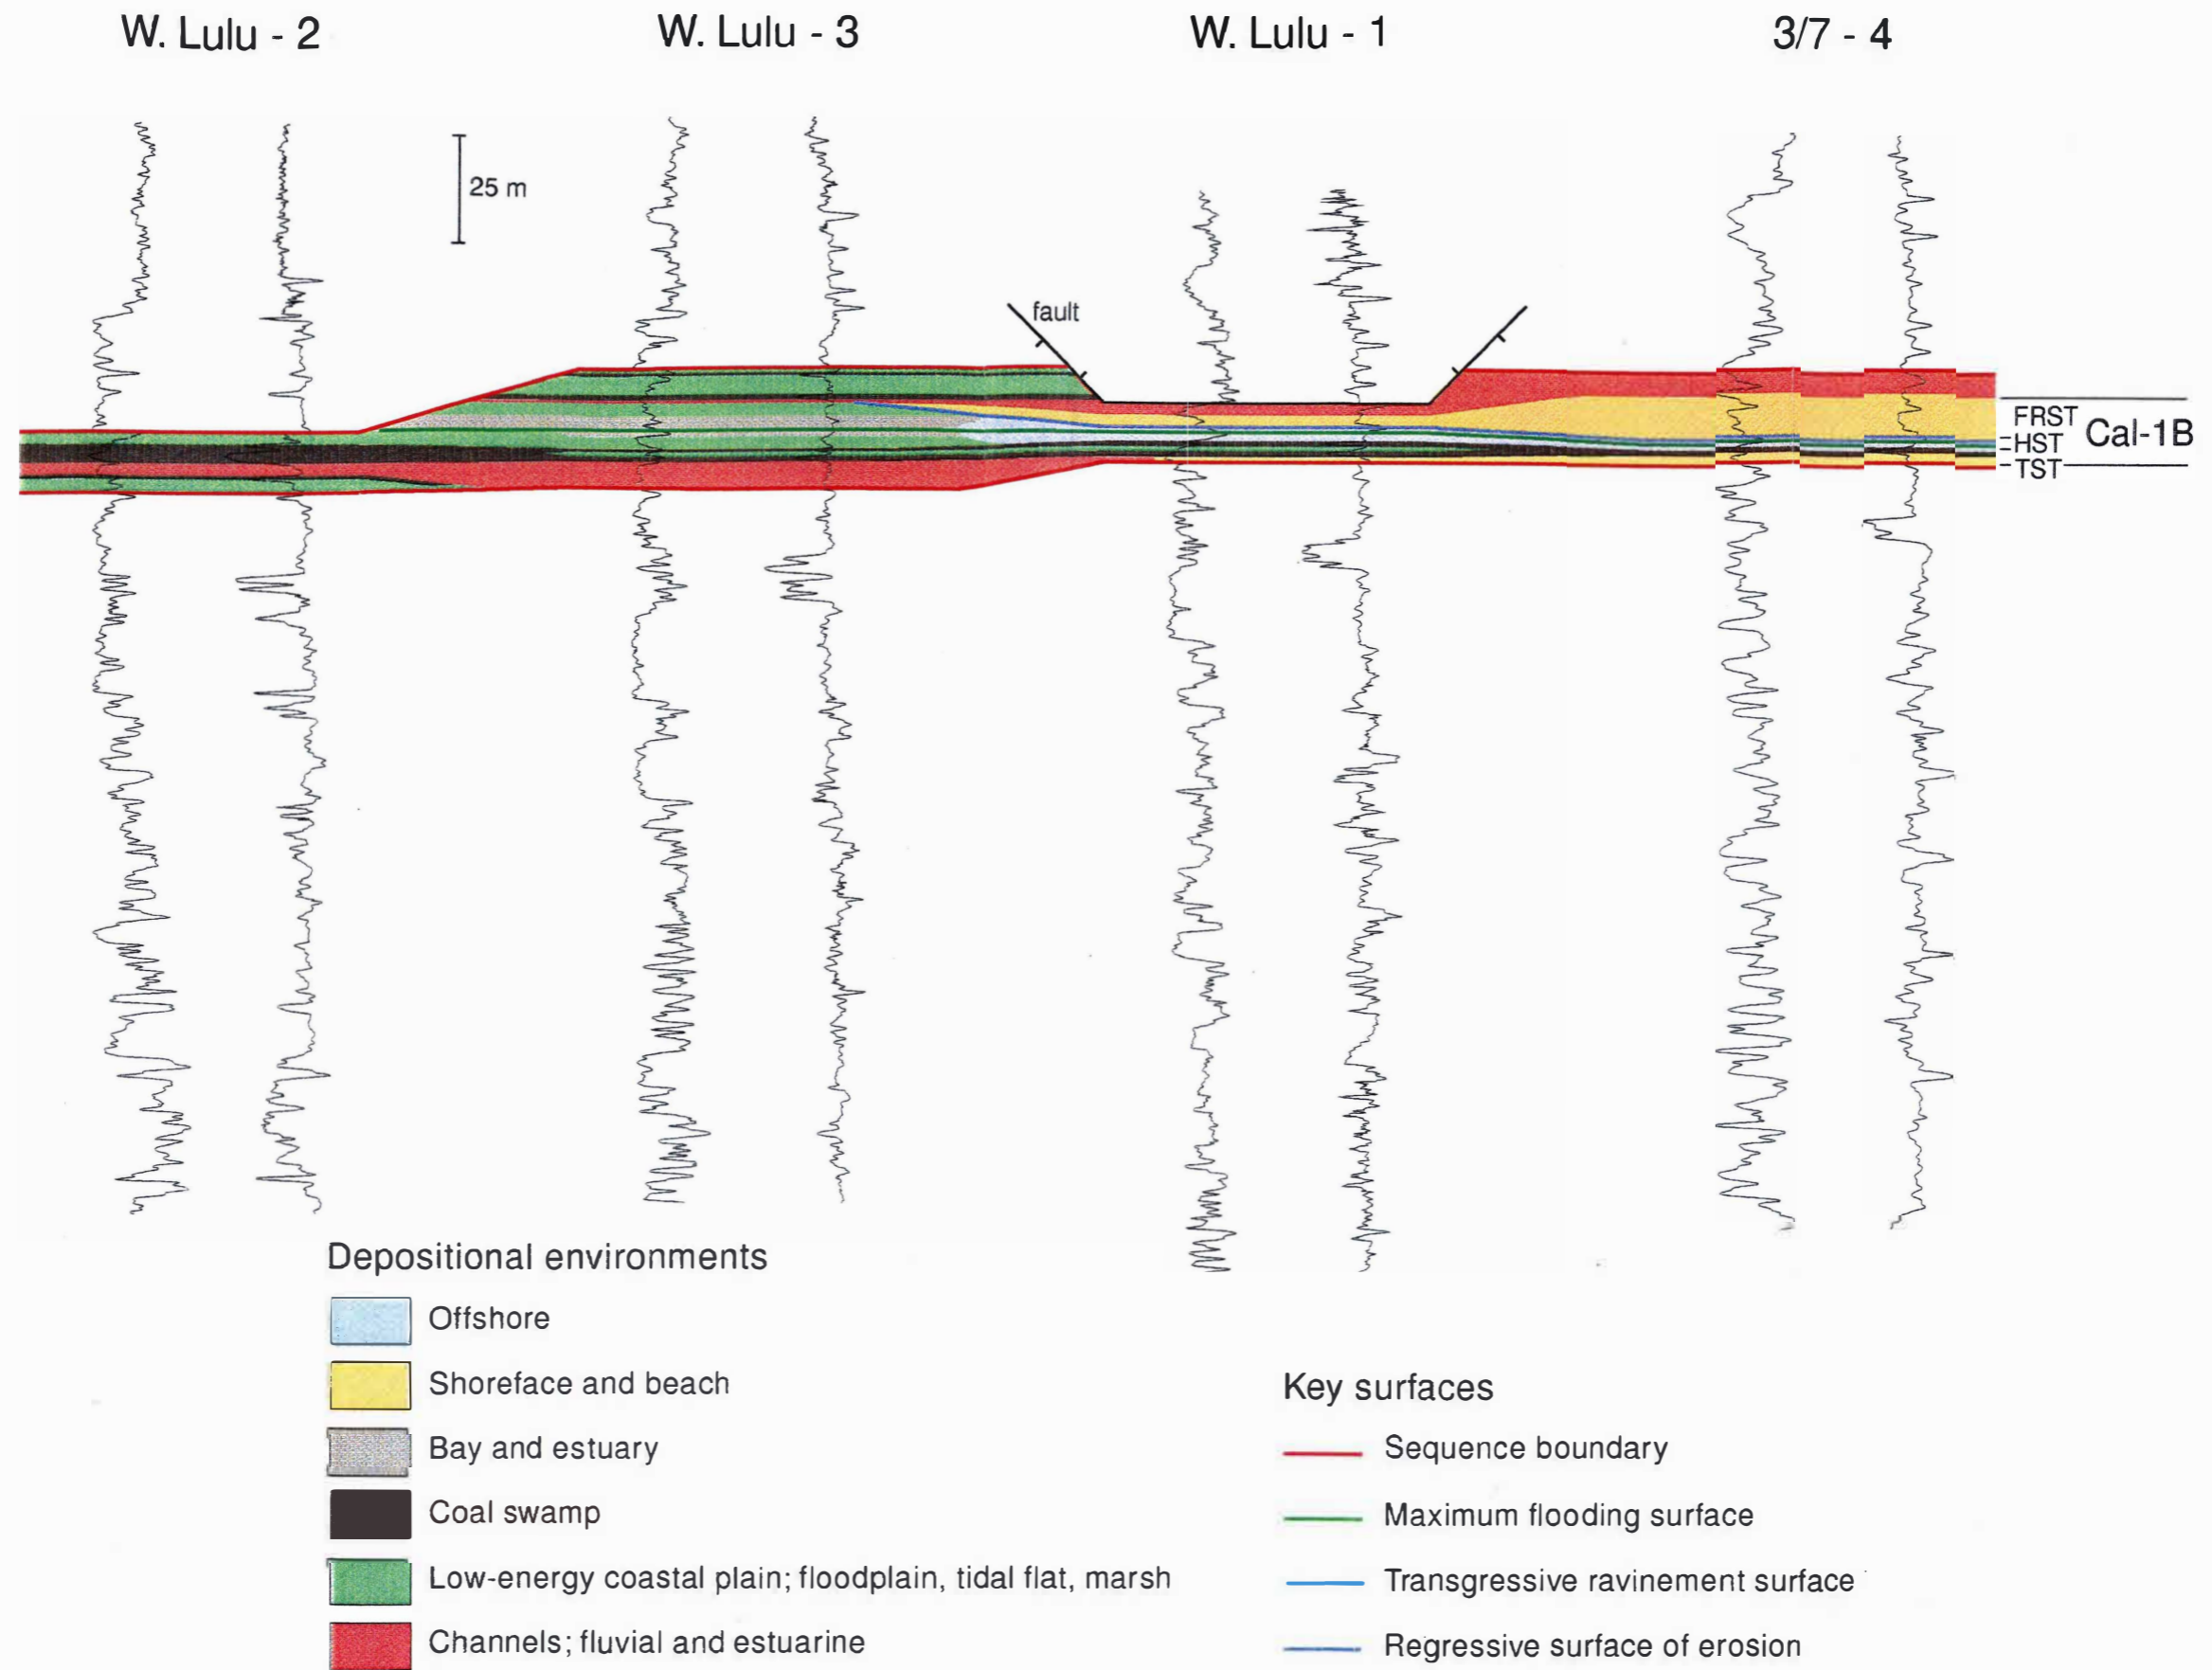 W. Lulu - 2
W. Lulu - 3
W. Lulu - 1
3/7 - 4
25 m
fault
FRST
HST
TST
Cal-1B
Depositional environments
Offshore
Shoreface and beach
Bay and estuary
Coal swamp
Low-energy coastal plain; floodplain, tidal flat, marsh
Channels; fluvial and estuarine
Key surfaces
Sequence boundary
Maximum flooding surface
Transgressive ravinement surface
Regressive surface of erosion